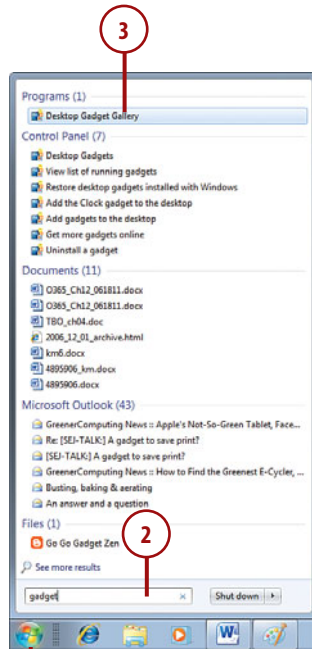 3
Programs (1)
Desktop Gadget Gallery
Control Panel (7)
Desktop Gadgets
View list of running gadgets
Restore desktop gadgets installed with Windows
Add the Clock gadget to the desktop
Add gadgets to the desktop
Get more gadgets online
Uninstall a gadget
Documents (11)
O365_Ch12_061811.docx
O365_Ch12_061811.docx
TBO_ch04.doc
2006_12_01_archive.html
km6.docx
4895906_km.docx
4895906.docx
Microsoft Outlook (43)
GreenerComputing News :: Apple's Not-So-Green Tablet, Face...
Re: [SEJ-TALK:] A gadget to save print?
[SEJ-TALK:] A gadget to save print?
GreenerComputing News :: How to Find the Greenest E-Cycler, ...
Busting, baking & aerating
An answer and a question
Files (1)
Go Go Gadget Zen
2
See more results
gadget
Shut down